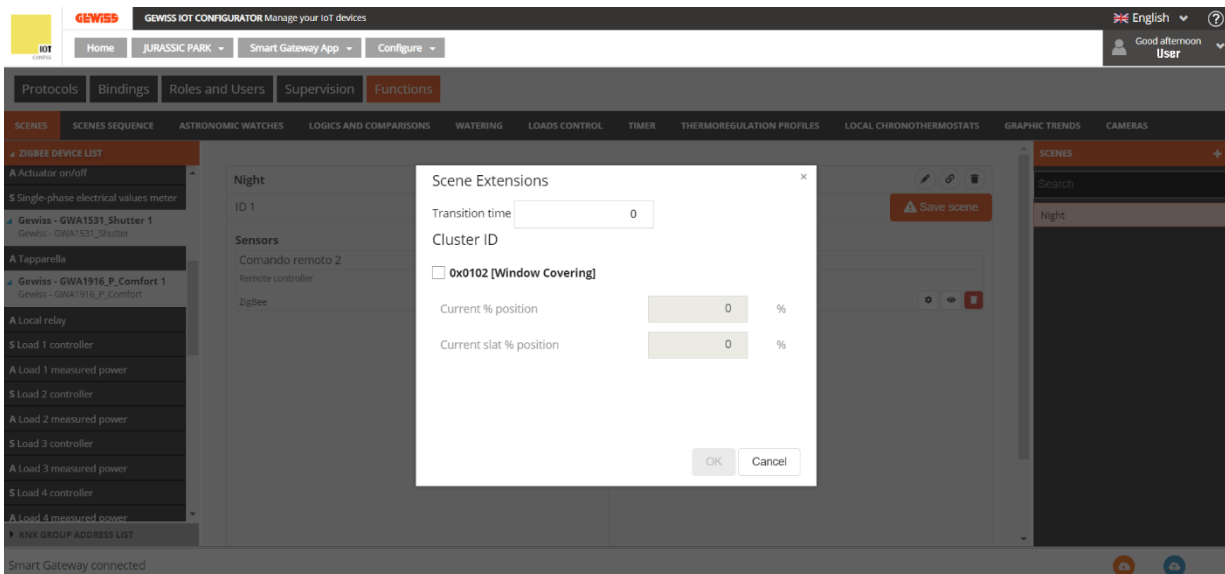 GEWISS GEWISS IOT CONFIGURATOR Manage your IoT devices English ?
IOT CONFIG Home JURASSIC PARK Smart Gateway App Configure Good afternoon
User
Protocols Bindings Roles and Users Supervision Functions
SCENES SCENES SEQUENCE ASTRONOMIC WATCHES LOGICS AND COMPARISONS WATERING LOADS CONTROL TIMER THERMOREGULATION PROFILES LOCAL CHRONOTHERMOSTATS GRAPHIC TRENDS CAMERAS
ZIGBEE DEVICE LIST
A Actuator on/off
S Single-phase electrical values meter
Gewiss - GWA1531_Shutter 1
Gewiss - GWA1531_Shutter
A Tapparella
Gewiss - GWA1916_P_Comfort 1
Gewiss - GWA1916_P_Comfort
A Local relay
S Load 1 controller
A Load 1 measured power
S Load 2 controller
A Load 2 measured power
S Load 3 controller
A Load 3 measured power
S Load 4 controller
A Load 4 measured power
KNX GROUP ADDRESS LIST
Night
ID 1
Save scene
Sensors
Comando remoto 2
Remote controller
ZigBee
Scene Extensions ×
Transition time 0
Cluster ID
0x0102 [Window Covering]
Current % position 0 %
Current slat % position 0 %
OK Cancel
SCENES +
Search
Night
Smart Gateway connected